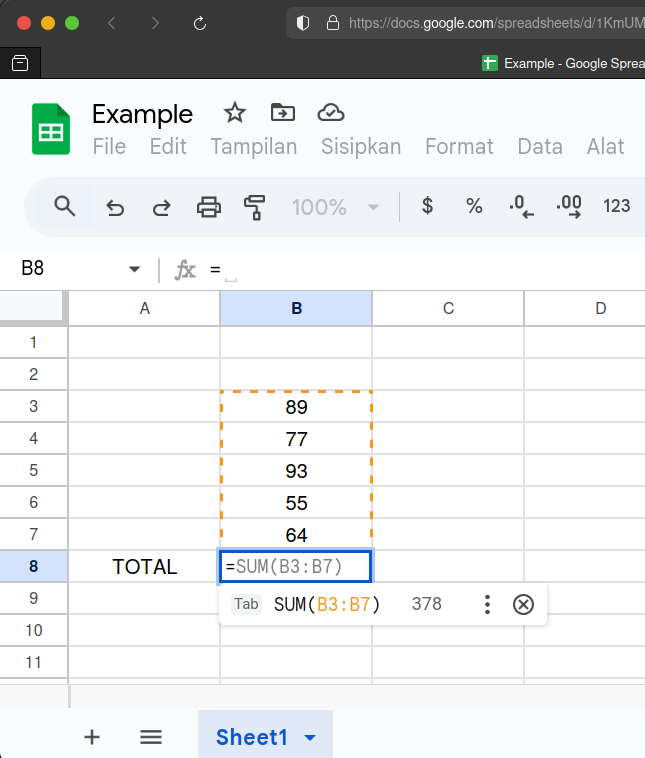 https://docs.google.com/spreadsheets/d/1KmUM
Example - Google Sprea
Example
File Edit Tampilan Sisipkan Format Data Alat
100% $ % .0 .00 123
B8 fx =
A B C D
1
2
3 89
4 77
5 93
6 55
7 64
8 TOTAL =SUM(B3:B7)
9 Tab SUM(B3:B7) 378
10
11
Sheet1